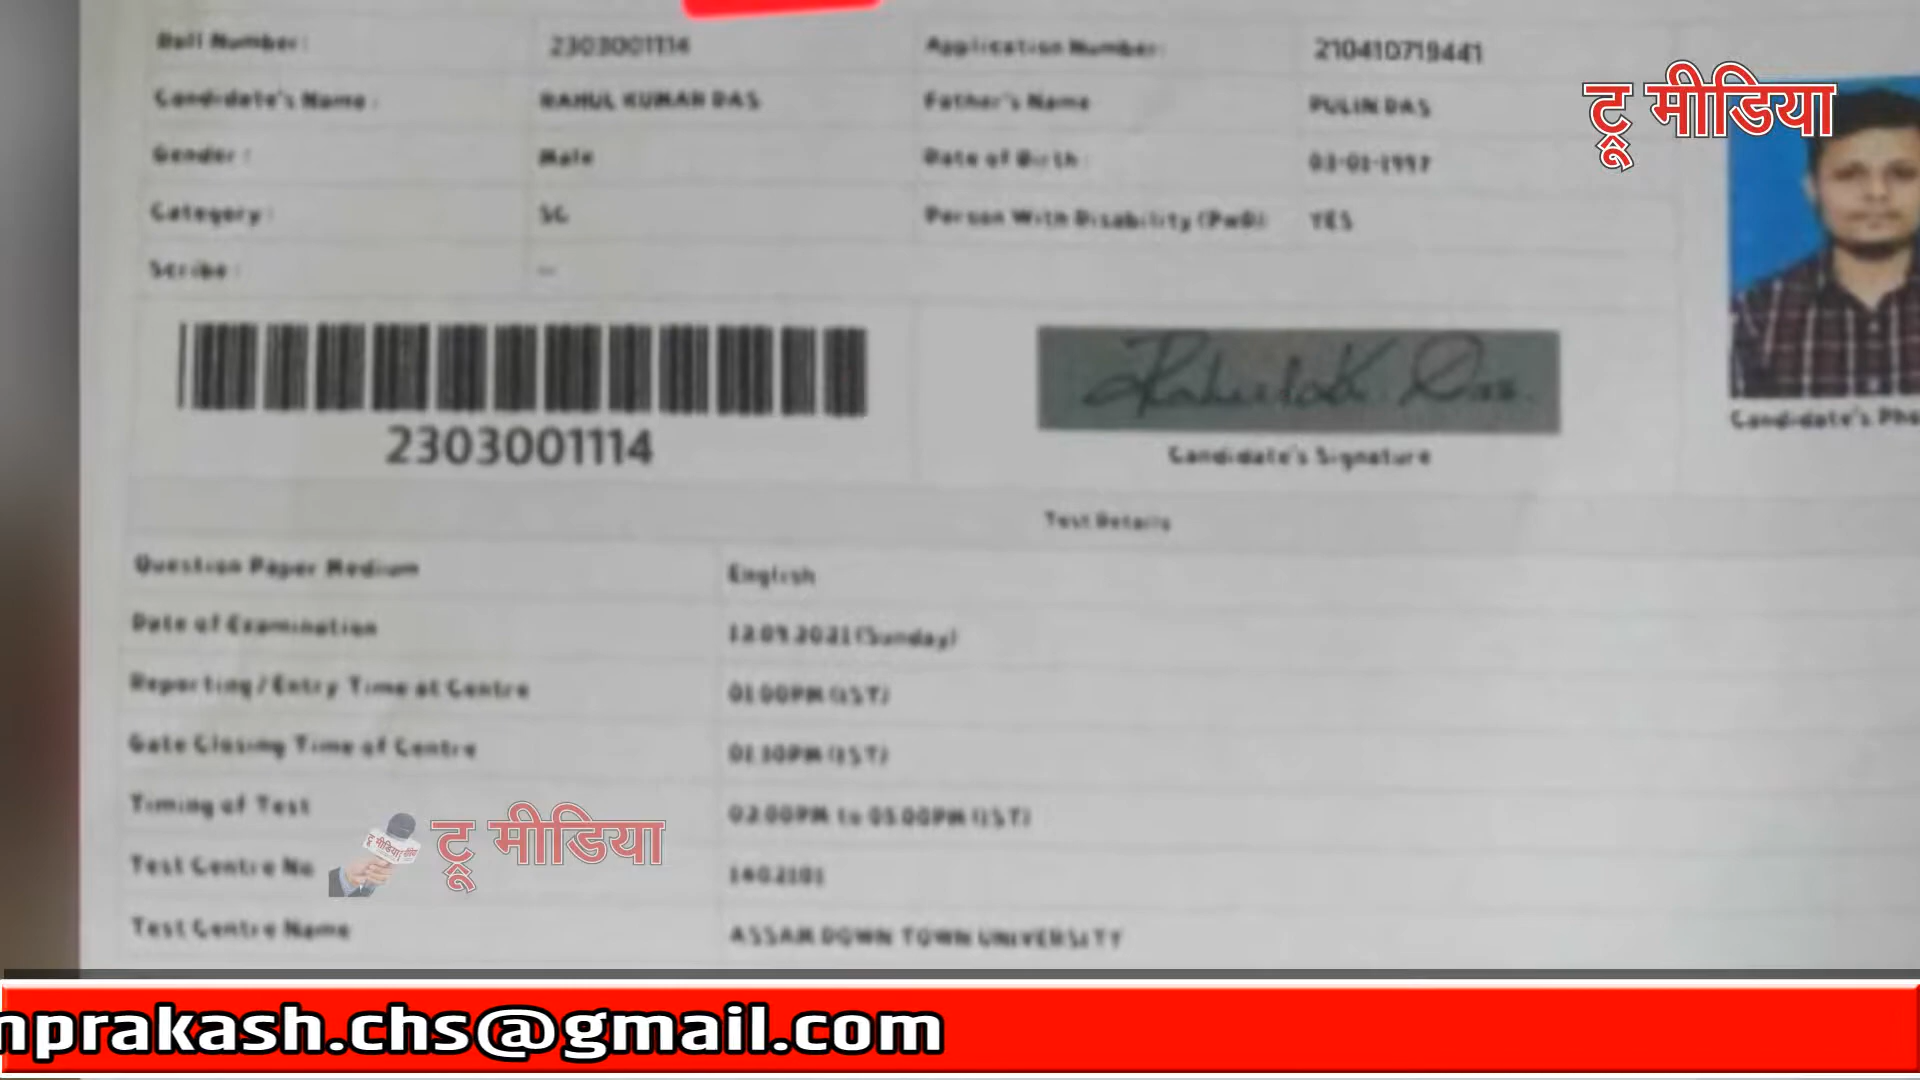 Roll Number: 2303001114 Application Number: 210410719441
Candidate's Name: RAHUL KUMAR DAS Father's Name PULIN DAS
टू मीडिया
Gender: Male Date of Birth: 03-01-1997
Category: SC Person With Disability (PwD): YES
Scribe: --
2303001114
Rahul K. Das.
Candidate's Signature
Candidate's Pho
Test Details
Question Paper Medium English
Date of Examination 12.09.2021 (Sunday)
Reporting / Entry Time at Centre 01:00PM (IST)
Gate Closing Time of Centre 01:30PM (IST)
Timing of Test 02:00PM to 05:00PM (IST)
टू मीडिया
Test Centre No
Test Centre Name ASSAM DOWN TOWN UNIVERSITY
nprakash.chs@gmail.com